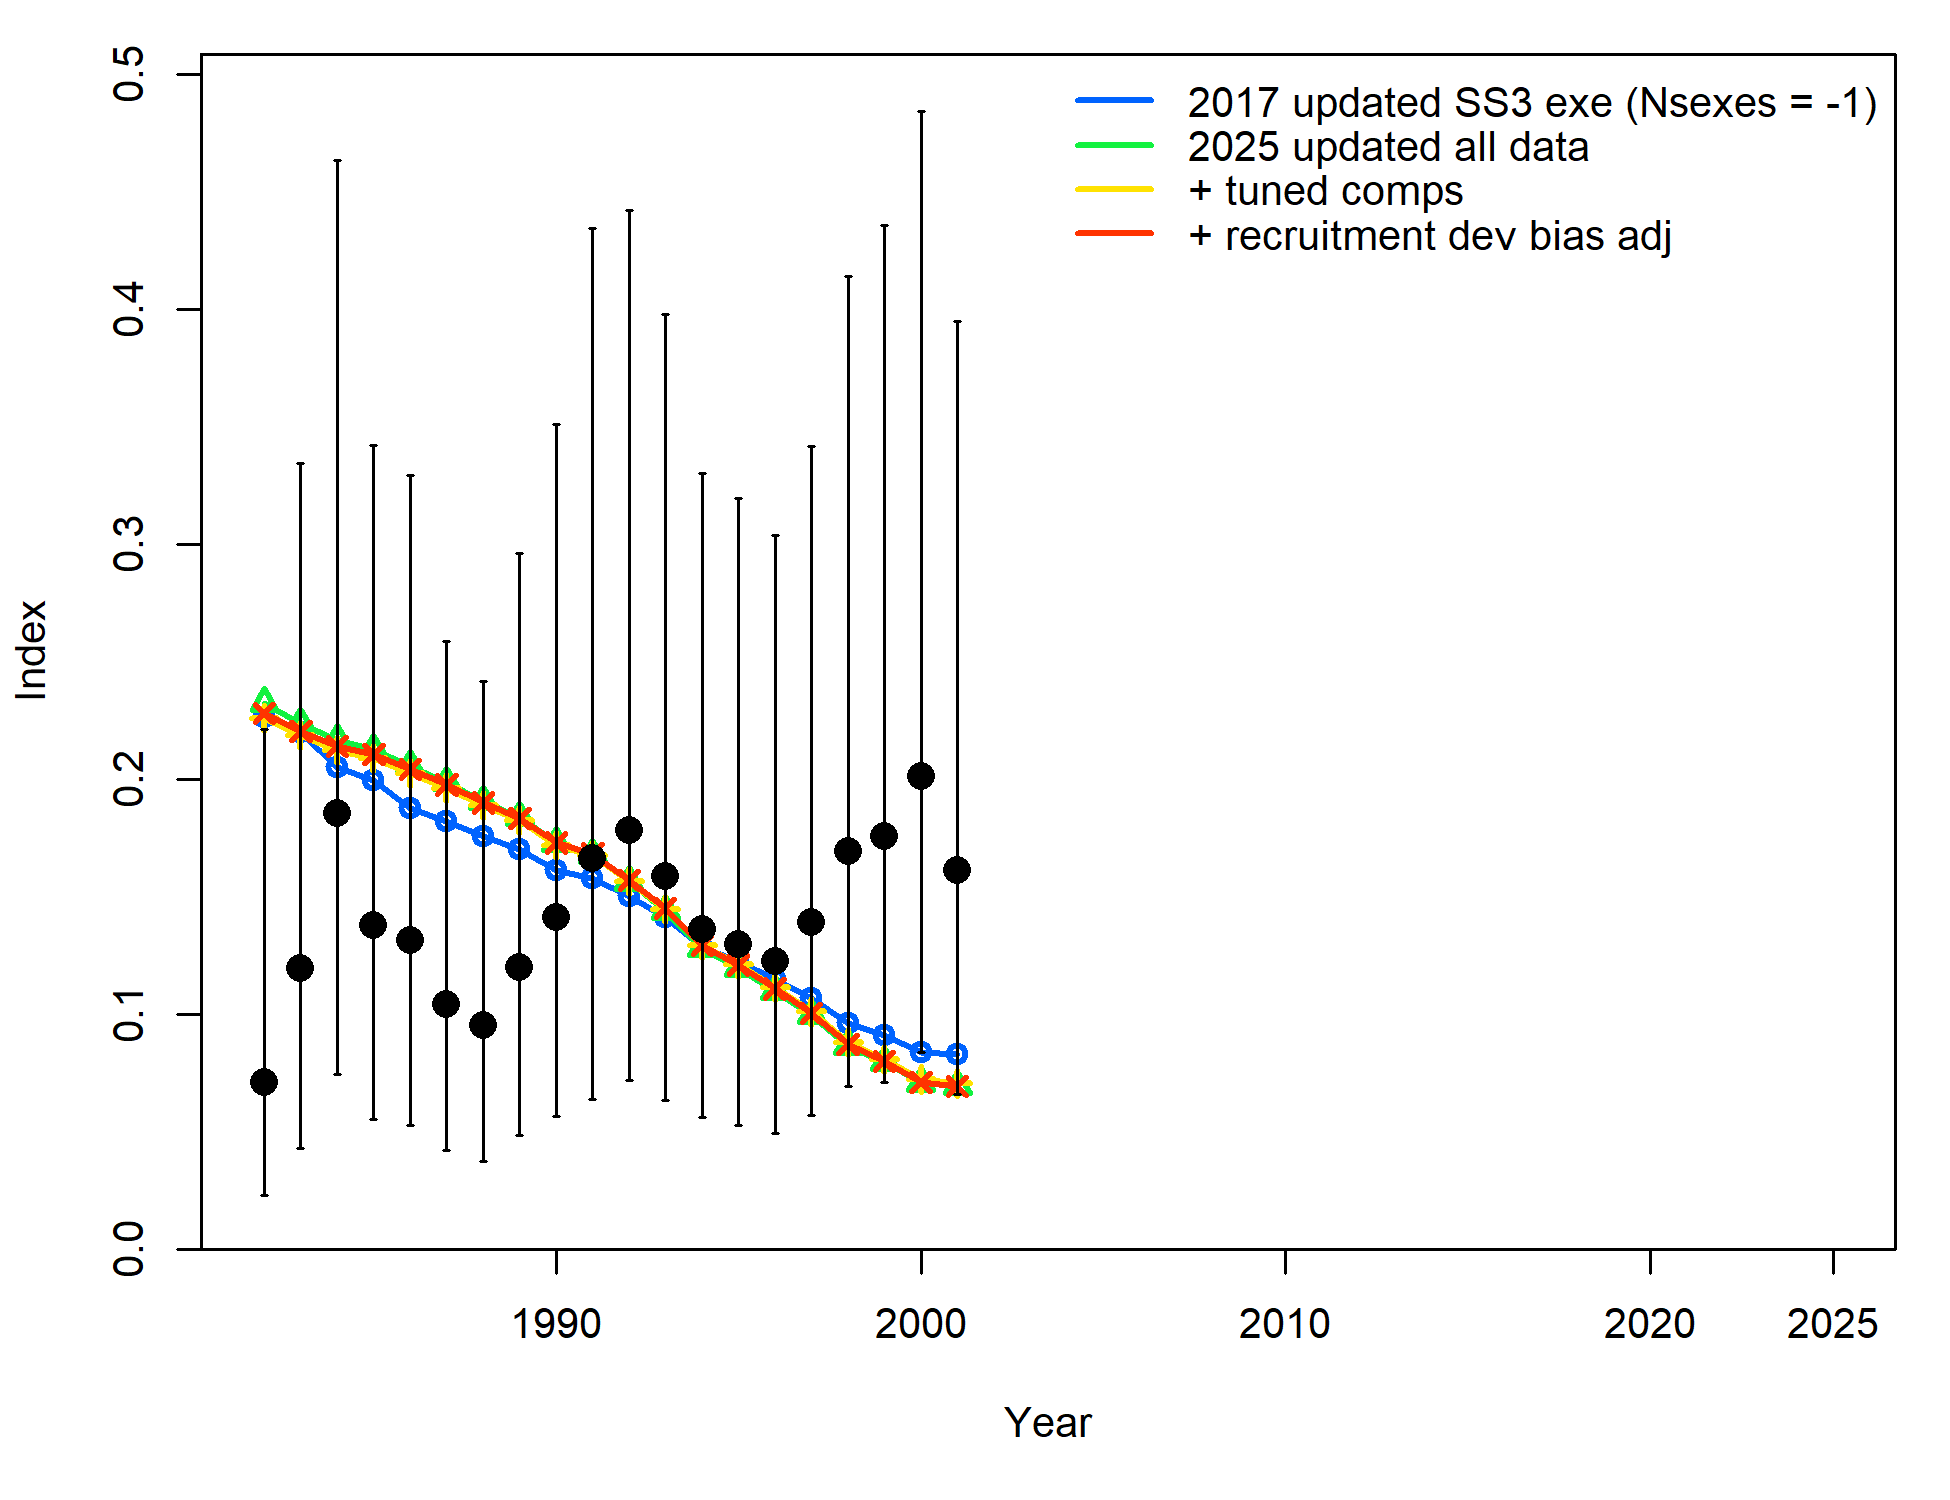 2017 updated SS3 exe (Nsexes = -1)
2025 updated all data
+ tuned comps
+ recruitment dev bias adj
0.5
0.4
0.3
0.2
0.1
0.0
Index
1990 2000 2010 2020 2025
Year